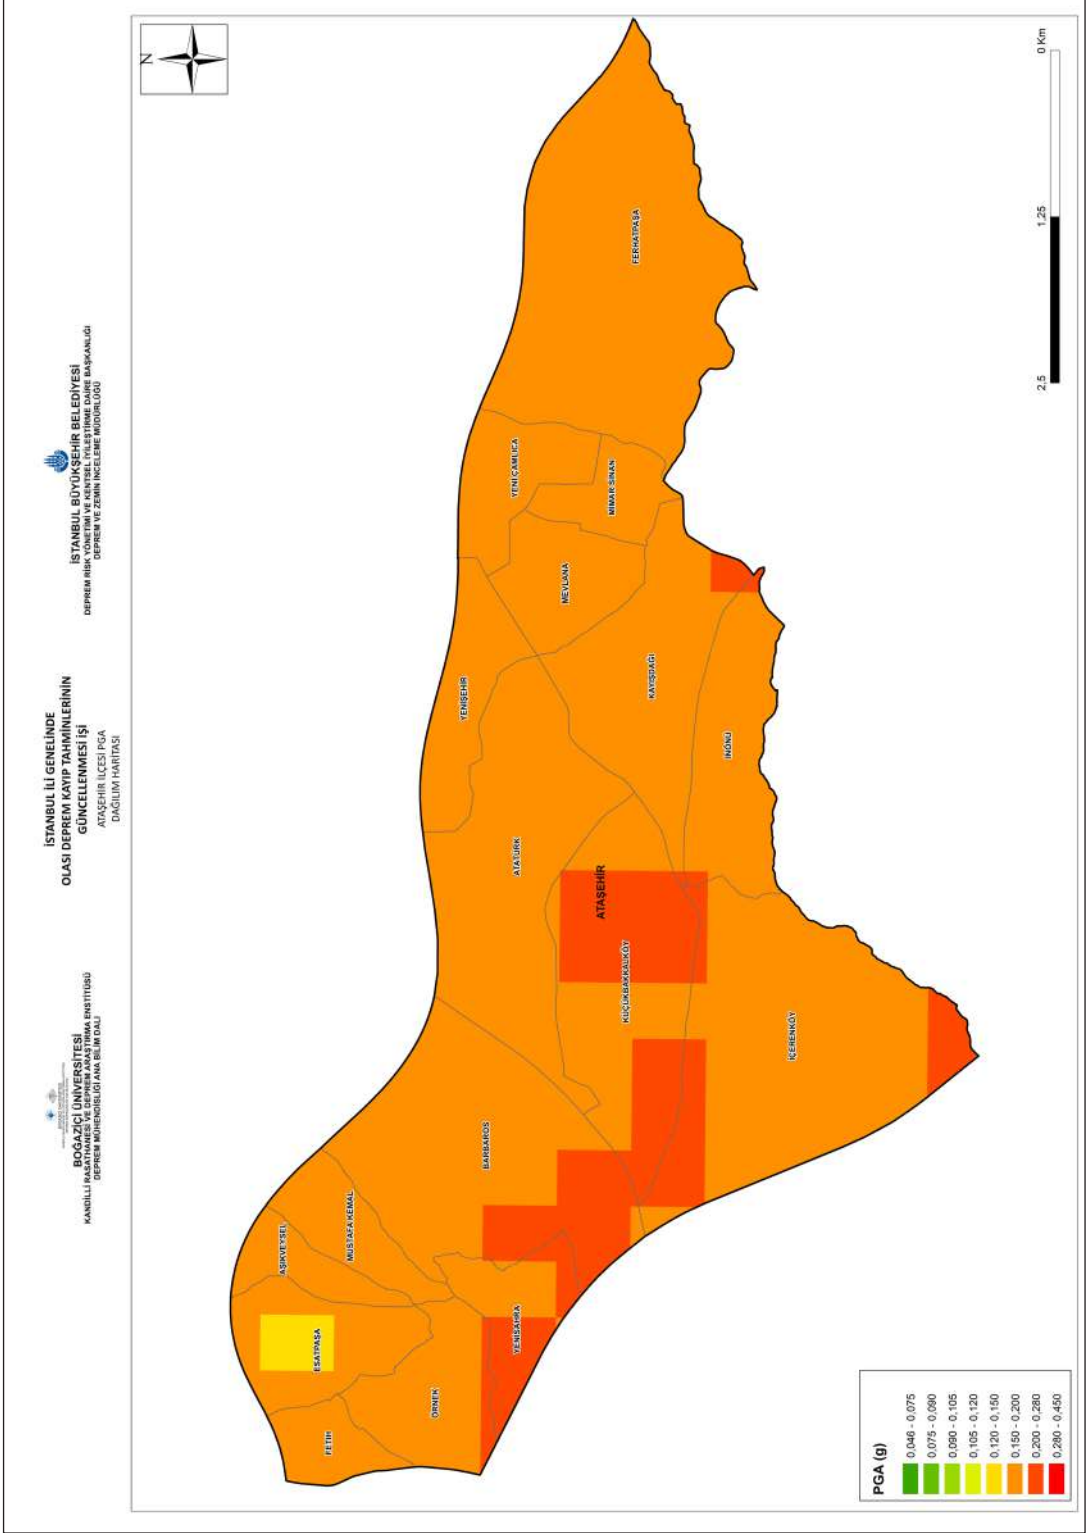 İSTANBUL İLİ GENELİNDE
OLASI DEPREM KAYIP TAHMİNLERİNİN
GÜNCELLENMESİ İŞİ
ATAŞEHİR İLÇESİ PGA
DAĞILIM HARİTASI
BOĞAZİÇİ ÜNİVERSİTESİ
KANDİLLİ RASATHANESİ VE DEPREM ARAŞTIRMA ENSTİTÜSÜ
DEPREM MÜHENDİSLİĞİ ANA BİLİM DALI
İSTANBUL BÜYÜKŞEHİR BELEDİYESİ
DEPREM RİSK YÖNETİMİ VE KENTSEL İYİLEŞTİRME DAİRE BAŞKANLIĞI
DEPREM VE ZEMİN İNCELEME MÜDÜRLÜĞÜ
N
FETİH
ESATPAŞA
AŞIKVEYSEL
MUSTAFA KEMAL
ÖRNEK
YENİSAHRA
BARBAROS
ATATÜRK
YENİŞEHİR
YENİ ÇAMLICA
MEVLANA
MİMAR SİNAN
FERHATPAŞA
ATAŞEHİR
KÜÇÜKBAKKALKÖY
KAYIŞDAĞI
İNÖNÜ
İÇERENKÖY
PGA (g)
0,046 - 0,075
0,075 - 0,090
0,090 - 0,105
0,105 - 0,120
0,120 - 0,150
0,150 - 0,200
0,200 - 0,280
0,280 - 0,450
2,5
1,25
0 Km